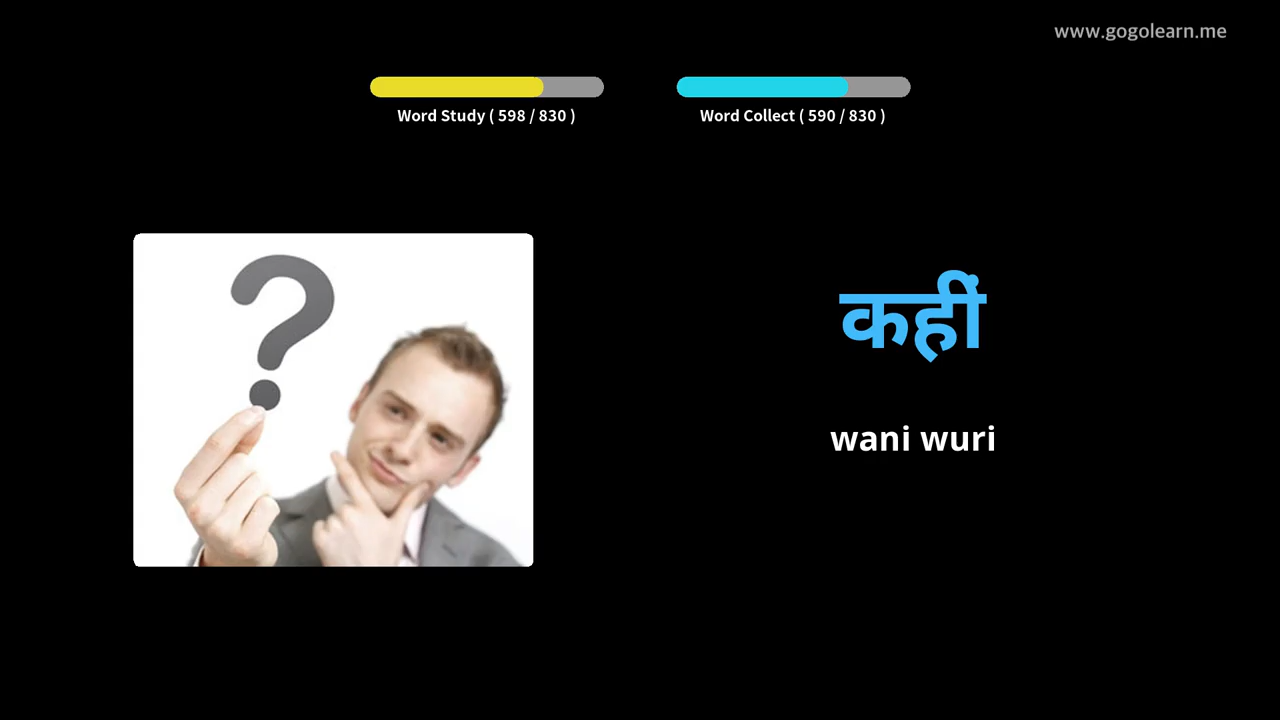 www.gogolearn.me
Word Study ( 598 / 830 )
Word Collect ( 590 / 830 )
?
कहीं
wani wuri